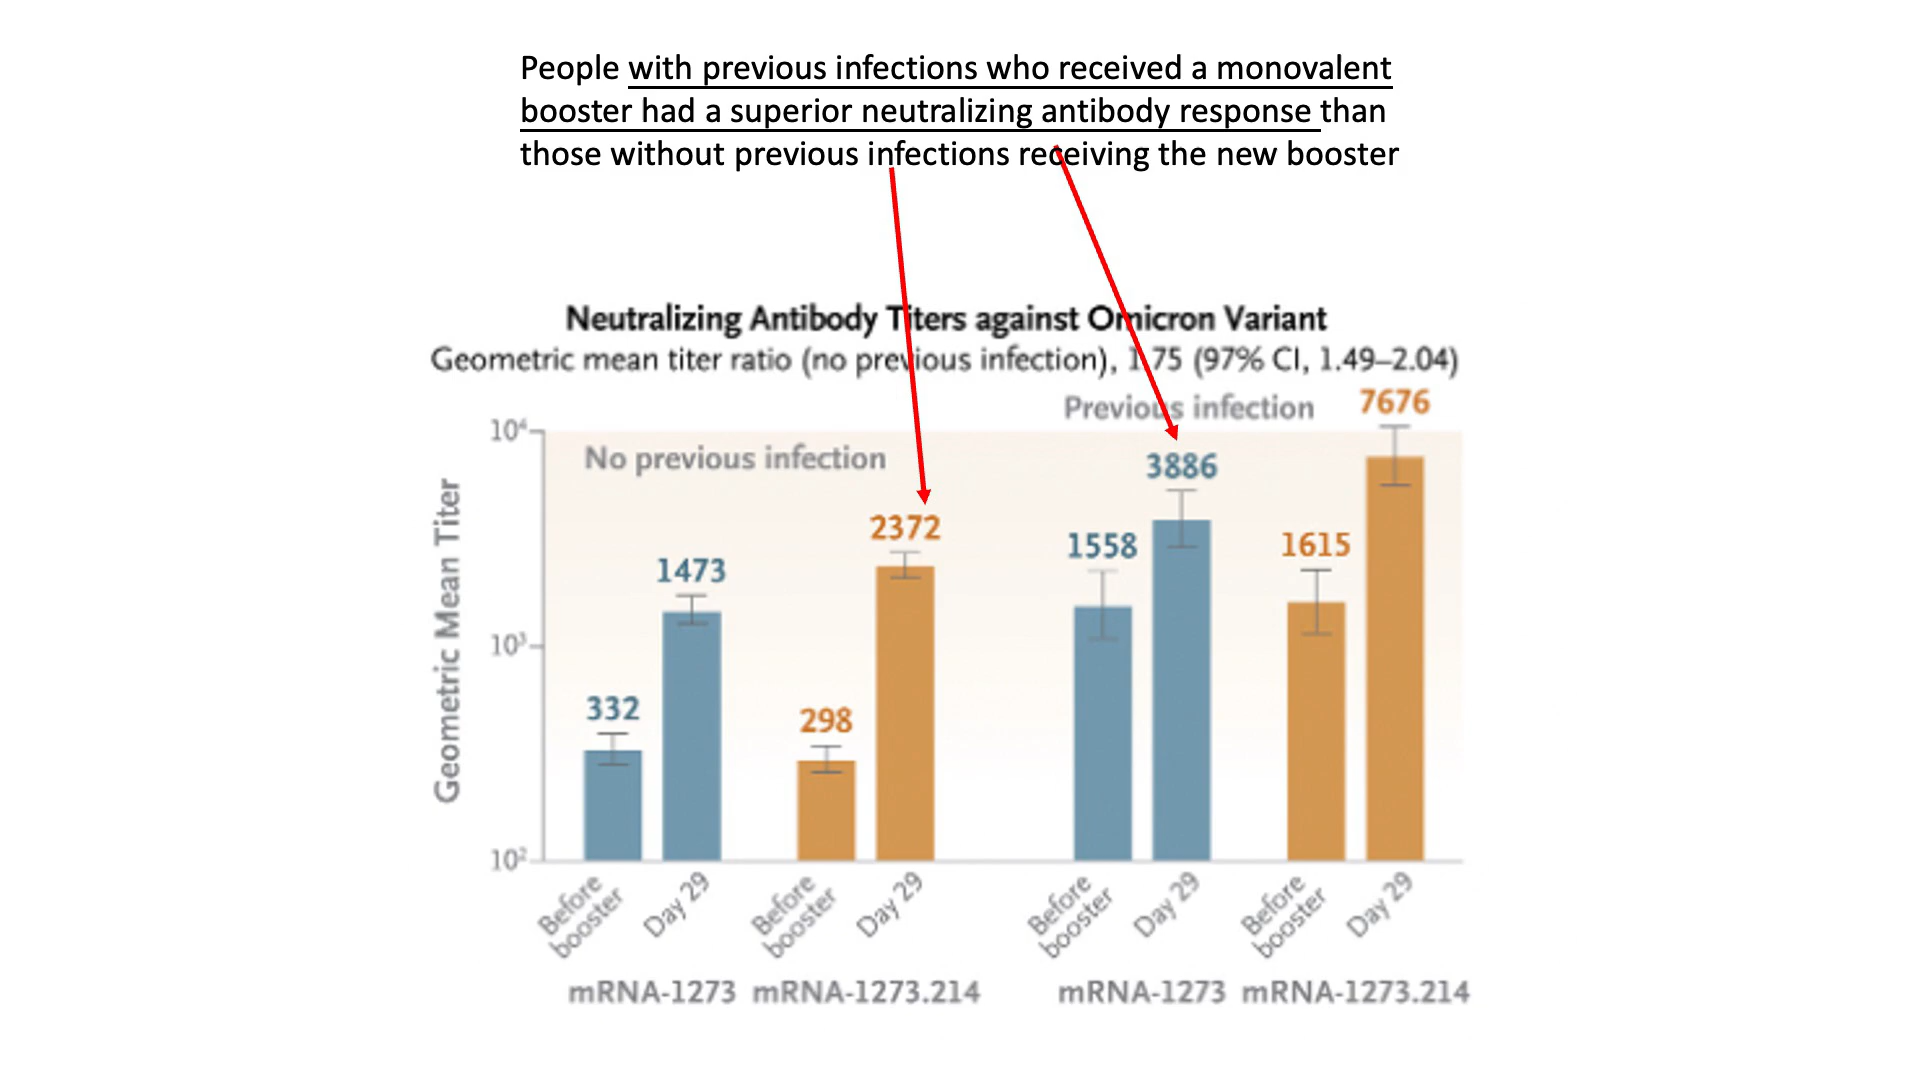 People with previous infections who received a monovalent
booster had a superior neutralizing antibody response than
those without previous infections receiving the new booster
Neutralizing Antibody Titers against Omicron Variant
Geometric mean titer ratio (no previous infection), 1.75 (97% CI, 1.49–2.04)
Geometric Mean Titer
10⁴
10³
10²
No previous infection
332
1473
298
2372
Previous infection
1558
3886
1615
7676
Before
booster
Day 29
Before
booster
Day 29
Before
booster
Day 29
Before
booster
Day 29
mRNA-1273
mRNA-1273.214
mRNA-1273
mRNA-1273.214